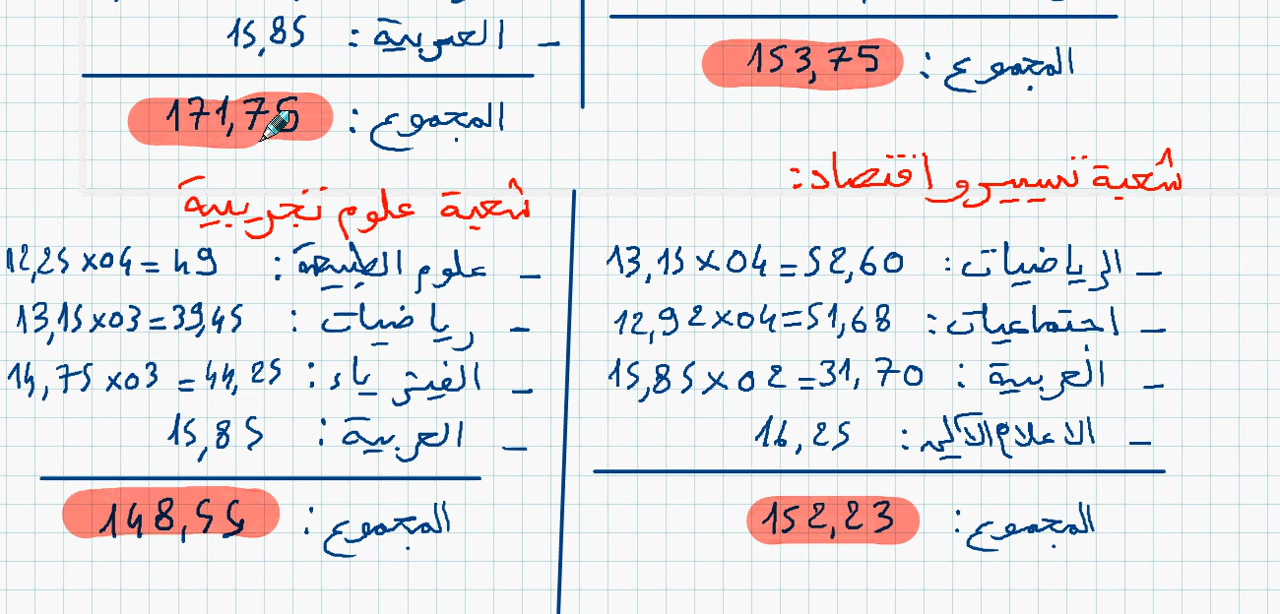 المجموع : 153,75
- العربية : 15,85
المجموع : 171,75
شعبة تسيير و اقتصاد:
- الرياضيات : 13,15×04=52,60
- اجتماعيات : 12,92×04=51,68
- العربية : 15,85×02=31,70
- الاعلام الآلي : 16,25
المجموع : 152,23
شعبة علوم تجريبية
- علوم الطبيعة : 12,25×04=49
- رياضيات : 13,15×03=39,45
- الفيزياء : 14,75×03=44,25
- العربية : 15,85
المجموع : 148,55